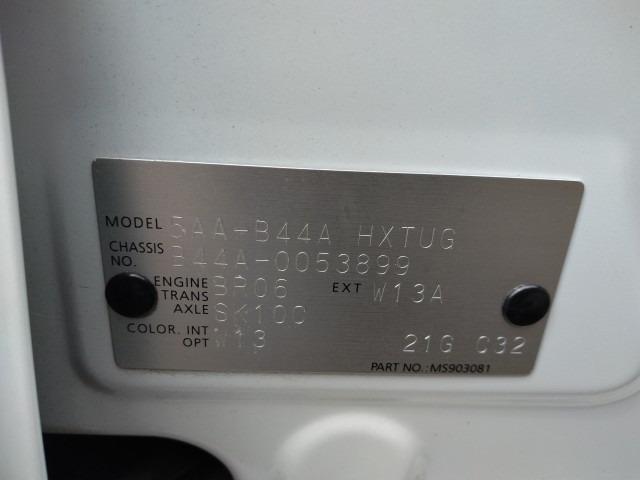 MODEL 5AA-B44A HXTUG
CHASSIS NO. B44A-0053899
ENGINE BR06 EXT W13A
TRANS AXLE SK100
COLOR. INT OPT W13
21G 032
PART NO.:MS903081